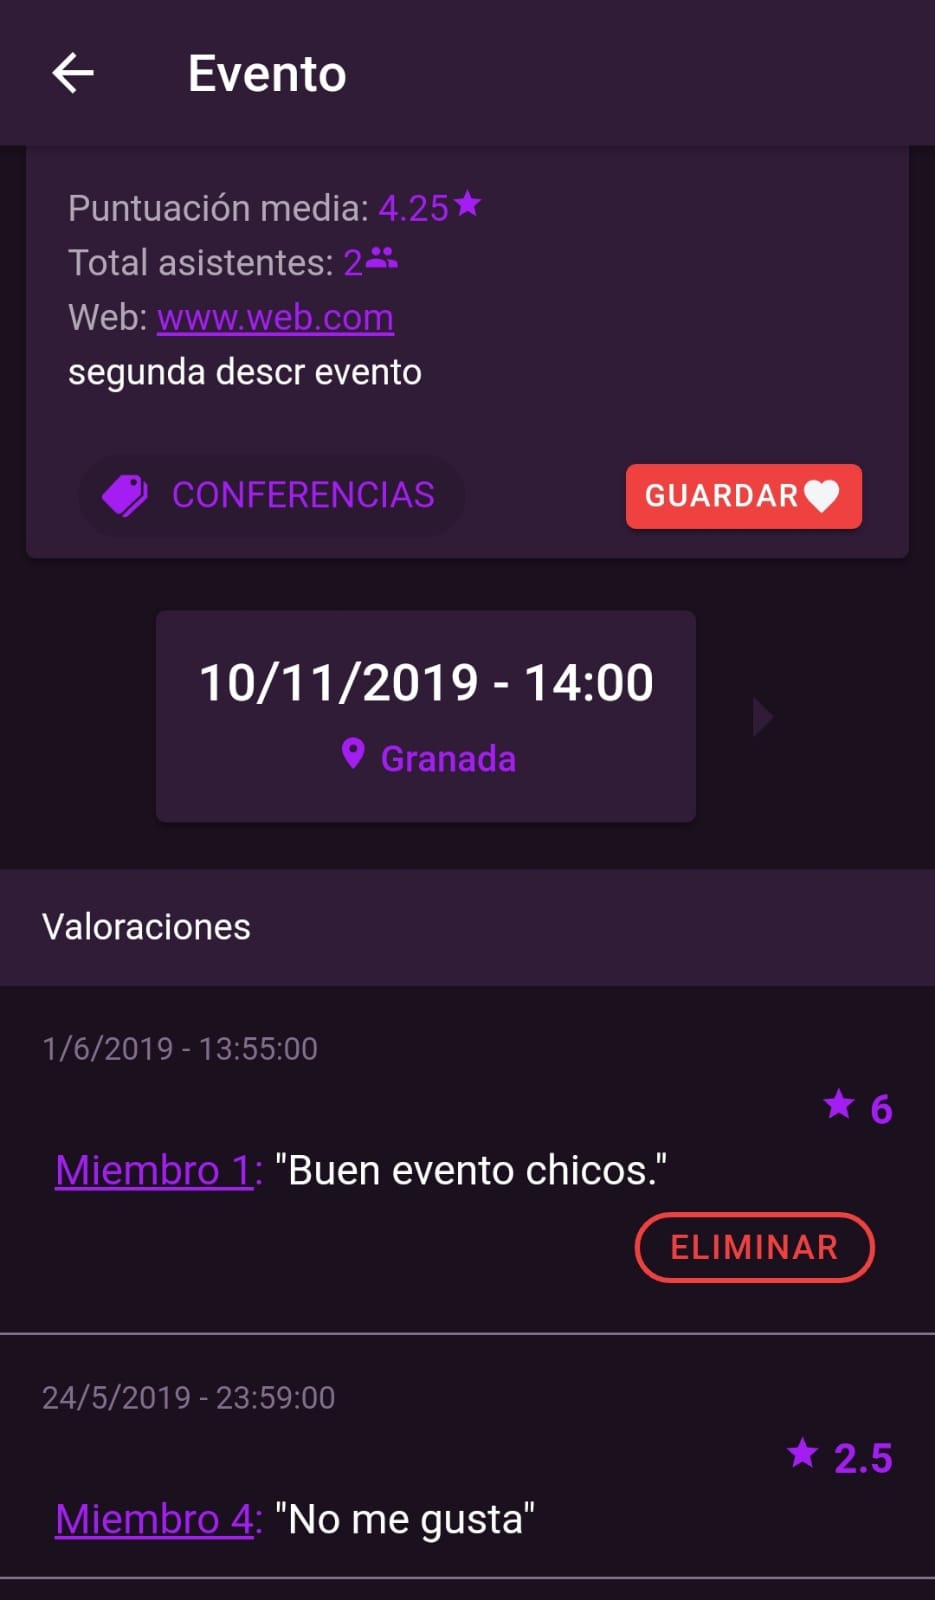 Evento
Puntuación media: 4.25
Total asistentes: 2
Web: www.web.com
segunda descr evento
CONFERENCIAS
GUARDAR
10/11/2019 - 14:00
Granada
Valoraciones
1/6/2019 - 13:55:00
6
Miembro 1: "Buen evento chicos."
ELIMINAR
24/5/2019 - 23:59:00
2.5
Miembro 4: "No me gusta"